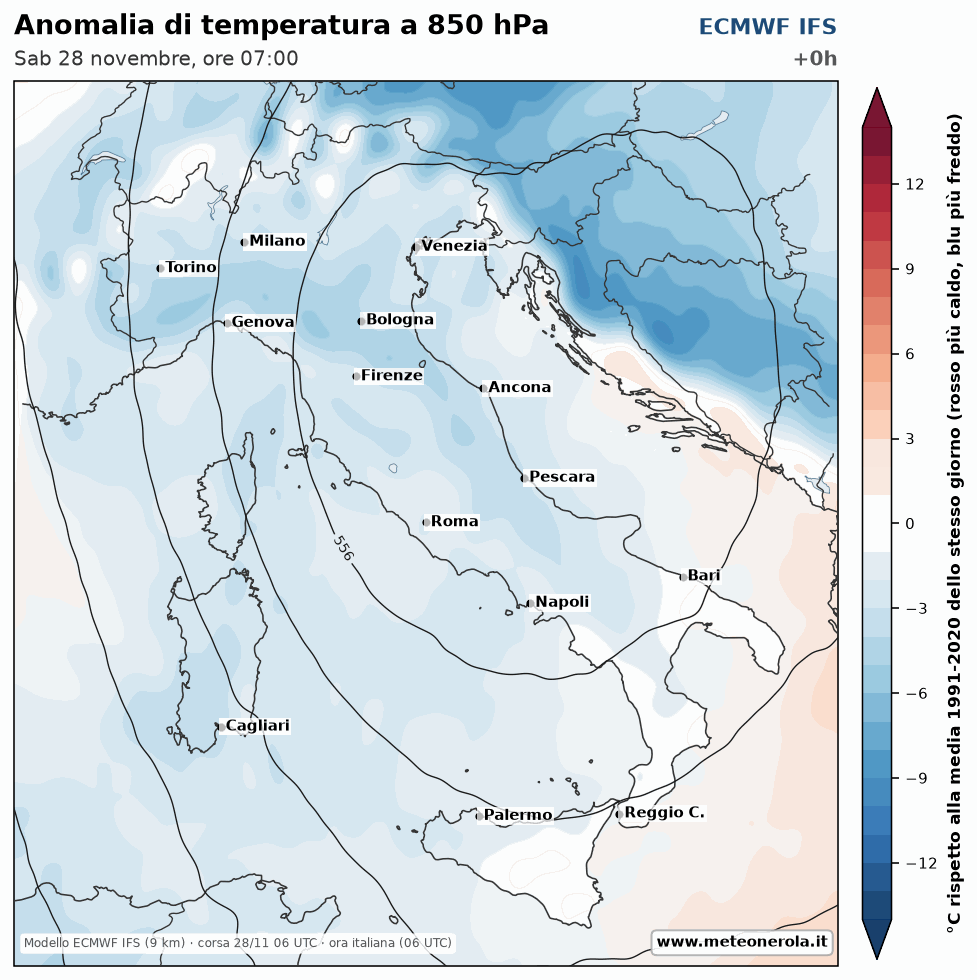 Anomalia di temperatura a 850 hPa
ECMWF IFS
Sab 28 novembre, ore 07:00
+0h
Milano
Venezia
Torino
Genova
Bologna
Firenze
Ancona
Pescara
Roma
556
Bari
Napoli
Cagliari
Palermo
Reggio C.
Modello ECMWF IFS (9 km) · corsa 28/11 06 UTC · ora italiana (06 UTC)
www.meteonerola.it
12
9
6
3
0
−3
−6
−9
−12
°C rispetto alla media 1991-2020 dello stesso giorno (rosso più caldo, blu più freddo)